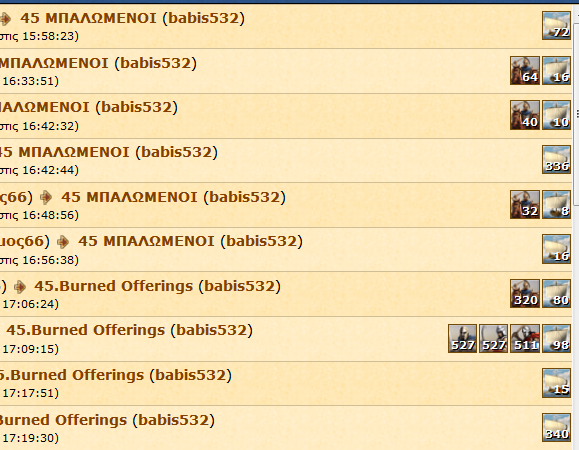 45 ΜΠΑΛΩΜΕΝΟΙ (babis532) 72
στις 15:58:23)
ΜΠΑΛΩΜΕΝΟΙ (babis532) 64 16
16:33:51)
ΠΑΛΩΜΕΝΟΙ (babis532) 40 10
στις 16:42:32)
45 ΜΠΑΛΩΜΕΝΟΙ (babis532) 336
στις 16:42:44)
ς66) 45 ΜΠΑΛΩΜΕΝΟΙ (babis532) 32 8
στις 16:48:56)
μος66) 45 ΜΠΑΛΩΜΕΝΟΙ (babis532) 16
στις 16:56:38)
) 45.Burned Offerings (babis532) 320 80
17:06:24)
45.Burned Offerings (babis532) 527 527 511 98
17:09:15)
5.Burned Offerings (babis532) 15
17:17:51)
Burned Offerings (babis532) 340
17:19:30)